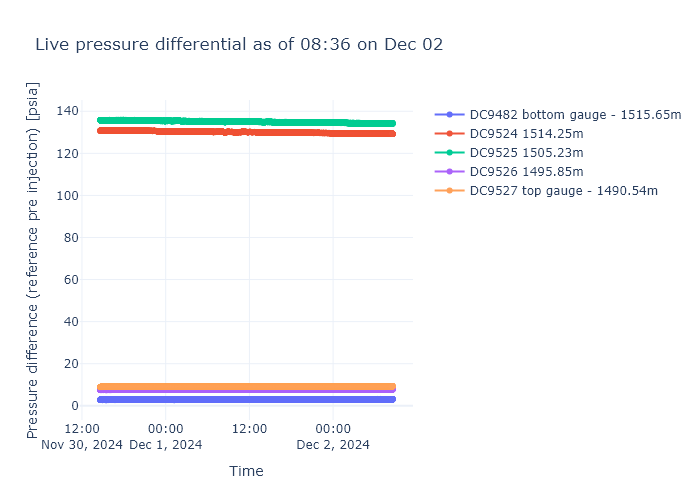 Live pressure differential as of 08:36 on Dec 02
Pressure difference (reference pre injection) [psia]
140
120
100
80
60
40
20
0
12:00
Nov 30, 2024
00:00
Dec 1, 2024
12:00
00:00
Dec 2, 2024
Time
DC9482 bottom gauge - 1515.65m
DC9524 1514.25m
DC9525 1505.23m
DC9526 1495.85m
DC9527 top gauge - 1490.54m